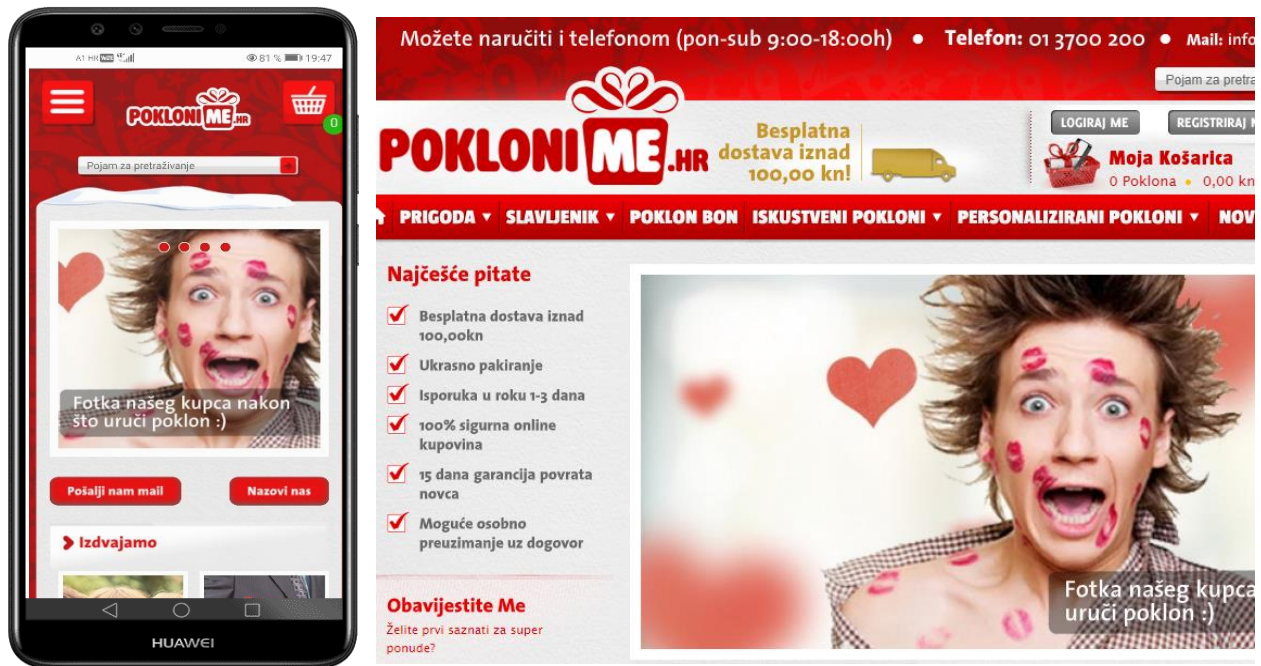 A1 HR
81 %
19:47
POKLONI ME.HR
0
Pojam za pretraživanje
Fotka našeg kupca nakon
što uruči poklon :)
Pošalji nam mail
Nazovi nas
Izdvajamo
HUAWEI
Možete naručiti i telefonom (pon-sub 9:00-18:00h) • Telefon: 01 3700 200 • Mail: info
Pojam za pretra
POKLONI ME.HR
Besplatna
dostava iznad
100,00 kn!
LOGIRAJ ME
REGISTRIRAJ
Moja Košarica
0 Poklona • 0,00 kn
PRIGODA ▾ SLAVLJENIK ▾ POKLON BON ISKUSTVENI POKLONI ▾ PERSONALIZIRANI POKLONI ▾ NOV
Najčešće pitate
Besplatna dostava iznad
100,00kn
Ukrasno pakiranje
Isporuka u roku 1-3 dana
100% sigurna online
kupovina
15 dana garancija povrata
novca
Moguće osobno
preuzimanje uz dogovor
Obavijestite Me
Želite prvi saznati za super
ponude?
Fotka našeg kupca
uruči poklon :)